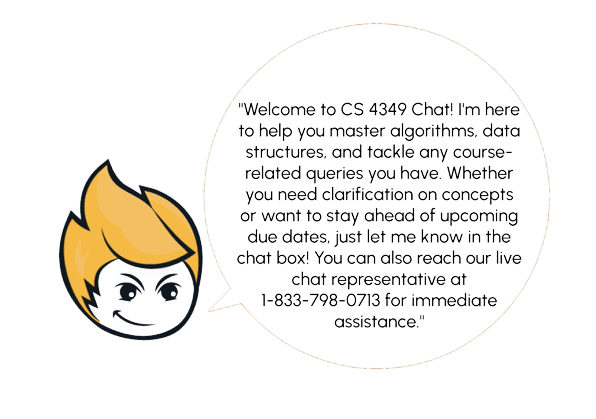 "Welcome to CS 4349 Chat! I'm here
to help you master algorithms, data
structures, and tackle any course-
related queries you have. Whether
you need clarification on concepts
or want to stay ahead of upcoming
due dates, just let me know in the
chat box! You can also reach our live
chat representative at
1-833-798-0713 for immediate
assistance."